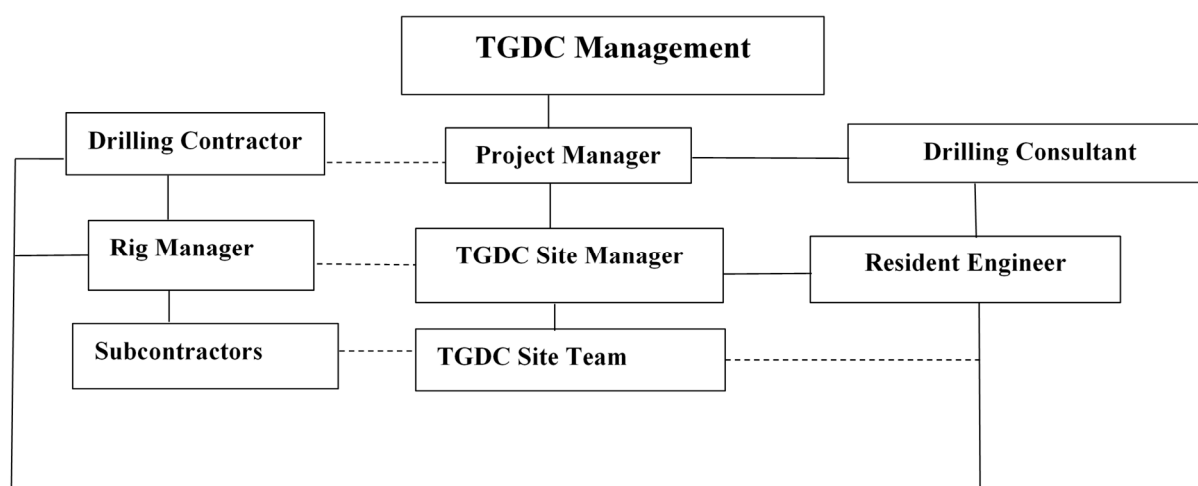 TGDC Management
Drilling Contractor
Project Manager
Drilling Consultant
Rig Manager
TGDC Site Manager
Resident Engineer
Subcontractors
TGDC Site Team